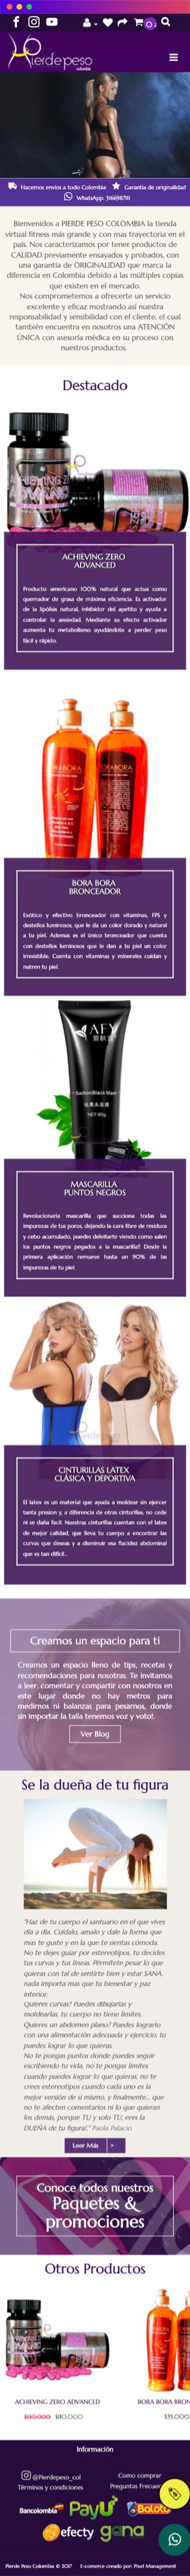 Pierdepeso
colombia
Hacemos envios a todo Colombia Garantia de originalidad
WhatsApp: 3166987111
Bienvenidos a PIERDE PESO COLOMBIA la tienda
virtual fitness más grande y con mas trayectoria en el
país. Nos caracterizamos por tener productos de
CALIDAD previamente ensayados y probados, con
una garantía de ORIGINALIDAD que marca la
diferencia en Colombia debido a las múltiples copias
que existen en el mercado.
Nos comprometemos a ofrecerte un servicio
excelente y eficaz mostrando así nuestra
responsabilidad y sensibilidad con el cliente, el cual
también encuentra en nosotros una ATENCIÓN
ÚNICA con asesoría médica en su proceso con
nuestros productos.
Destacado
ACHIEVING ZERO
ADVANCED
Producto americano 100% natural que actua como
quemador de grasa de máxima eficiencia. Es activador
de la lipólisis natural, inhibidor del apetito y ayuda a
controlar la ansiedad. Mediante su efecto activador
aumenta tu metabolismo ayudándote a perder peso
fácil y rápido.
BORABORA
BORA BORA
BRONCEADOR
Exótico y efectivo bronceador con vitaminas, FPS y
destellos luminosos, que le da un color dorado y natural
a tu piel. Ademas es el único bronceador que cuenta
con destellos luminosos que le dan a tu piel un color
irresistible. Cuenta con vitaminas y minerales cuidan y
nutren tu piel.
AFY
SuctionBlack Mask
NET:60g
MASCARILLA
PUNTOS NEGROS
Revolucionaria mascarilla que succiona todas las
impurezas de tus poros, dejando la cara libre de residuos
y cebo acumulado, puedes deleitarte viendo como salen
los puntos negros pegados a la mascarilla!! Desde la
primera aplicación remueve hasta un 90% de las
impurezas de tu piel.
CINTURILLAS LATEX
CLÁSICA Y DEPORTIVA
El latex es un material que ayuda a moldear sin ejercer
tanta presion y, a diferencia de otras cinturillas, no cede
ni se daña facil. Nuestras cinturillas cuentan con el latex
de mejor calidad, que lleva tu cuerpo a encontrar las
curvas que deseas y a disminuir esa flacidez abdominal
que es tan dificil...
Creamos un espacio para ti
Creamos un espacio lleno de tips, recetas y
recomendaciones para nosotras. Te invitamos
a leer, comentar y compartir con nosotros en
este lugar donde no hay metros para
medirnos ni balanzas para pesarnos, donde
sin importar la talla tenemos voz y voto!.
Ver Blog
Se la dueña de tu figura
"Haz de tu cuerpo el santuario en el que vives
día a día. Cuídalo, amalo y dale la forma que
mas te guste y en la que te sientas cómoda.
No te dejes guiar por estereotipos, tu decides
tus curvas y tus líneas. Permítete pesar lo que
quieras con tal de sentirte bien y estar SANA,
nada importa mas que tu bienestar y paz
interior.
Quieres curvas? Puedes dibujarlas y
moldearlas, tu cuerpo no tiene límites.
Quieres un abdomen plano? Puedes lograrlo
con una alimentación adecuada y ejercicio, tu
puedes lograr lo que quieras.
No te pongas puntos donde puedes seguir
escribiendo tu vida, no te pongas límites
cuando puedes lograr lo que quieras, no te
crees estereotipos cuando cada uno es la
mejor versión de si mismo, y finalmente... que
no te afecten comentarios ni lo que quieran
los demás, porque TU y solo TU, eres la
DUEÑA de tu figura!." Paola Palacio
Leer Más >
Conoce todos nuestros
Paquetes &
promociones
Otros Productos
ACHIEVING ZERO ADVANCED BORA BORA BRON
$130,000 $110,000 $55,000
Información
@Pierdepeso_col Como comprar
Términos y condiciones Preguntas Frecuen
Bancolombia PayU Baloto
efecty gana
Pierde Peso Colombia © 2017 E-commerce creado por: Pixel Management